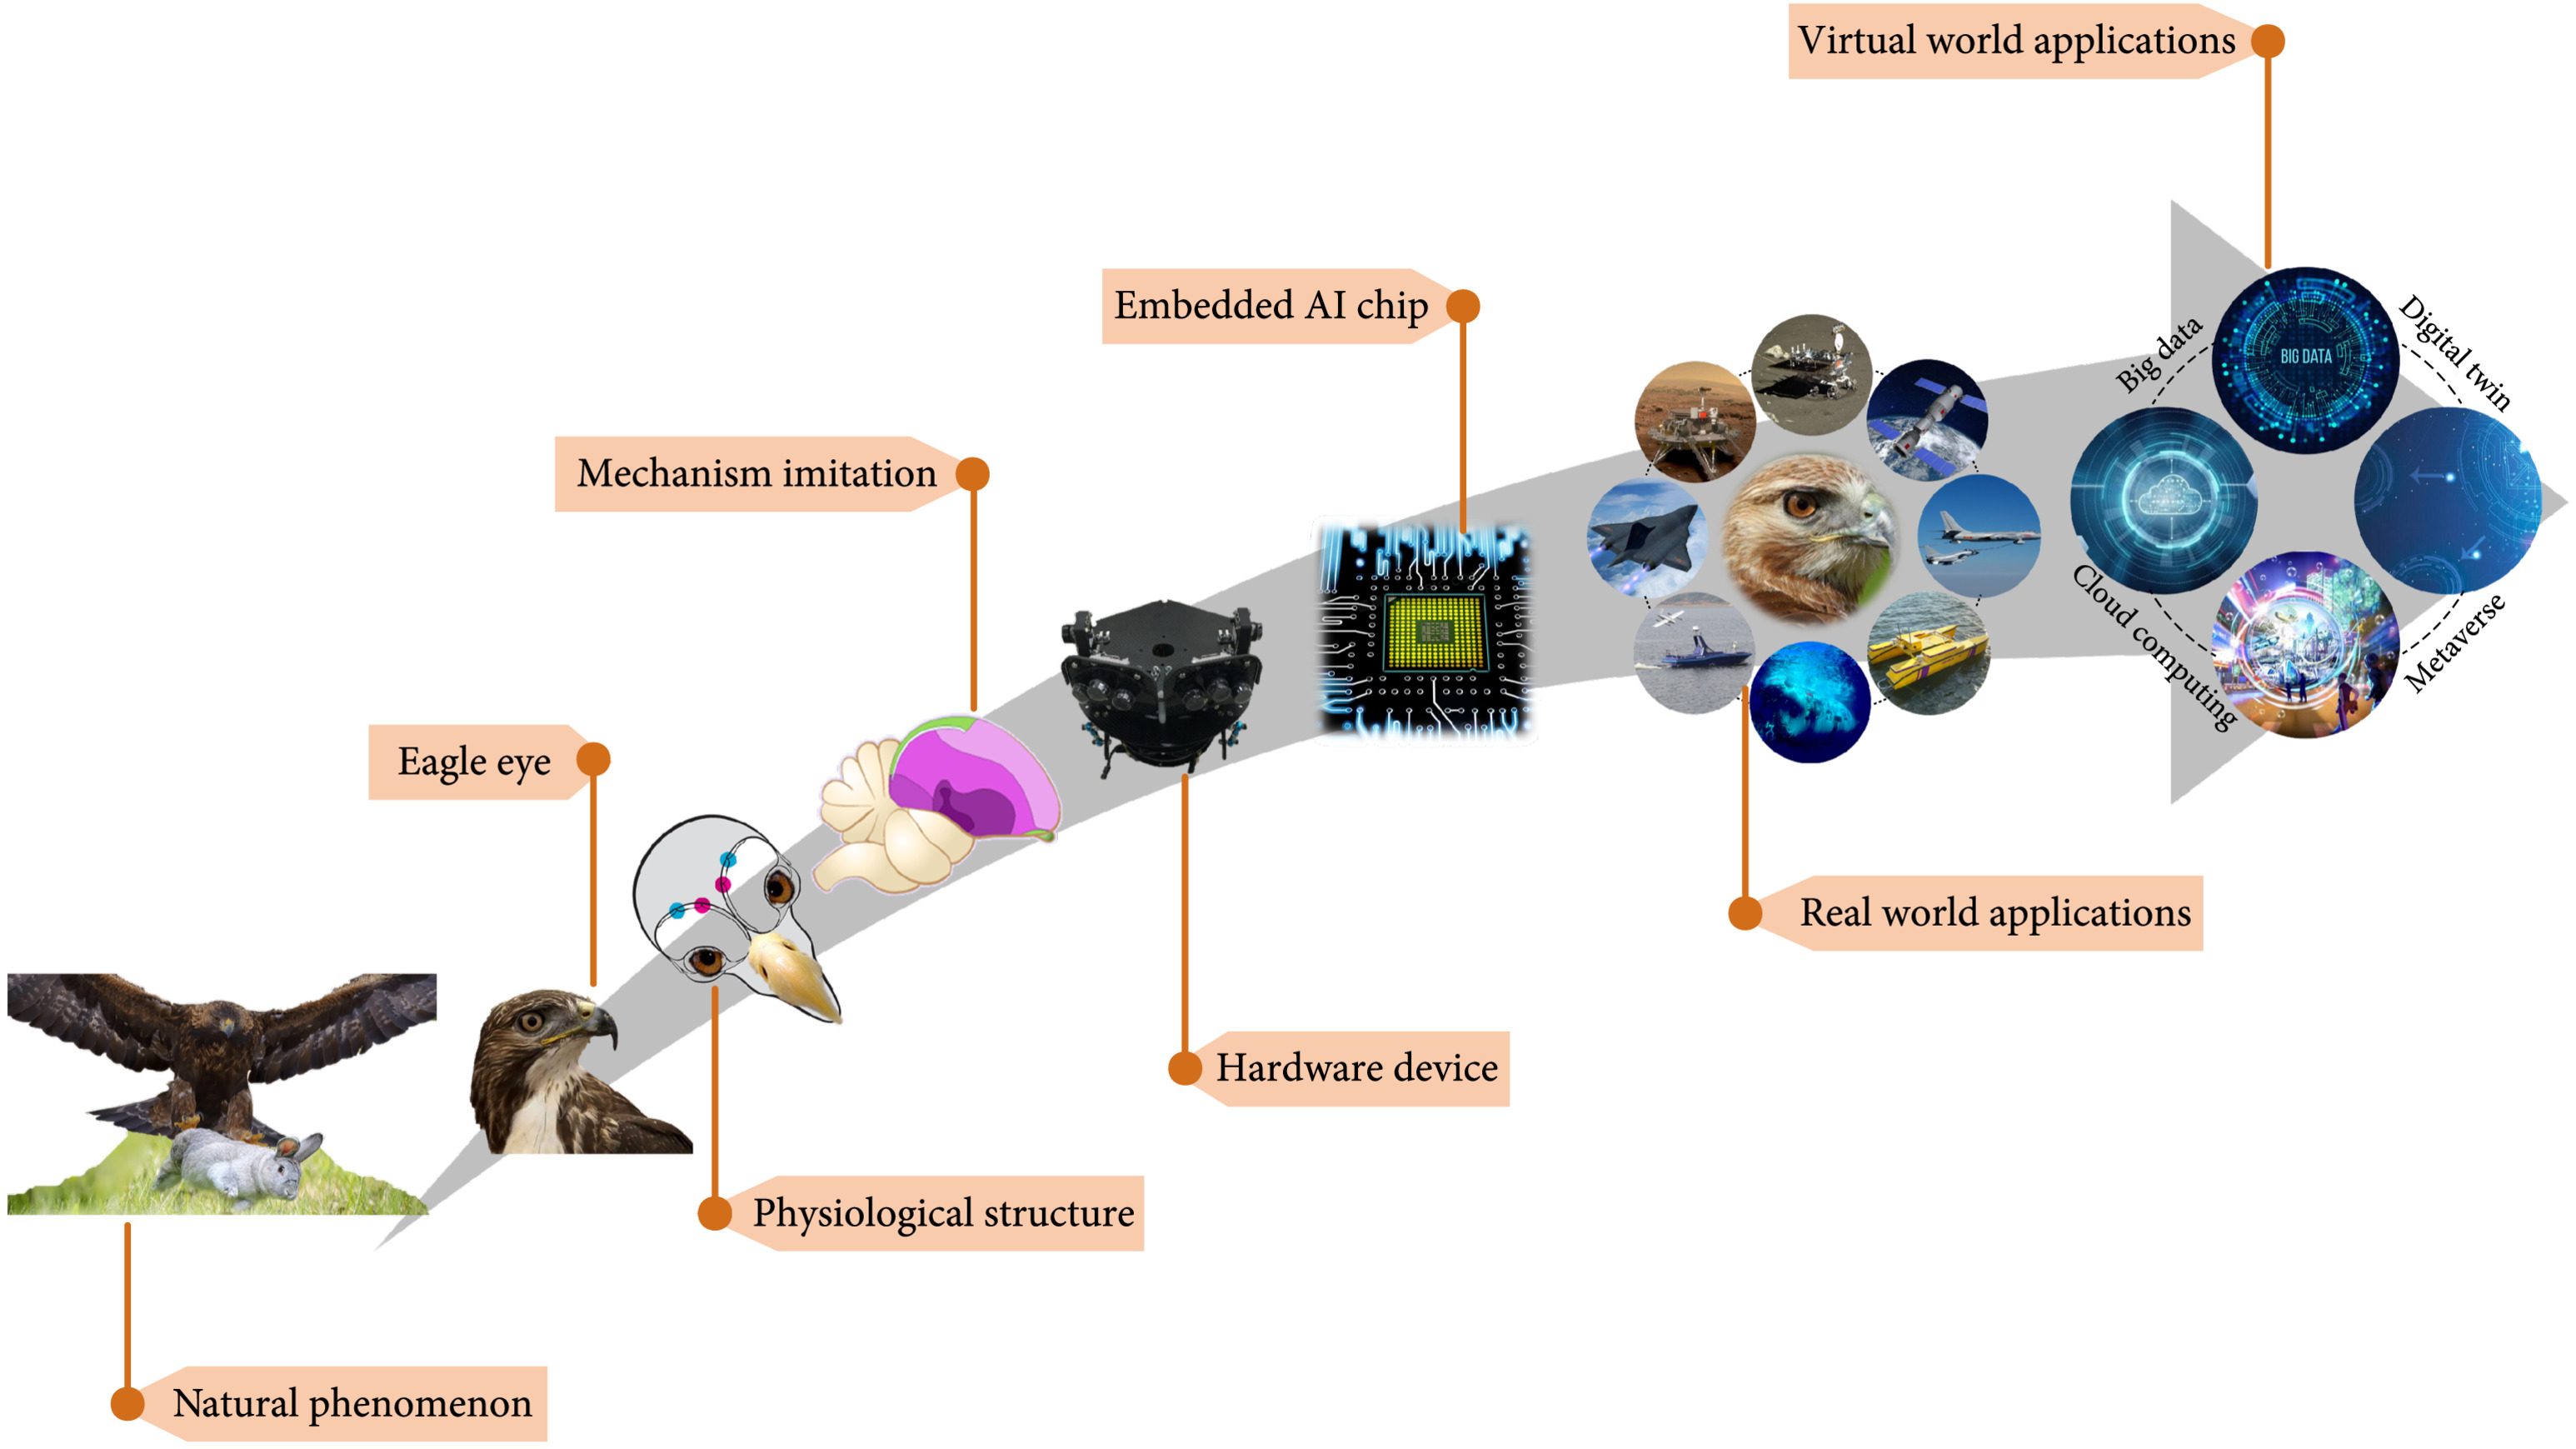 Virtual world applications
Embedded AI chip
Big data
Digital twin
BIG DATA
Mechanism imitation
Cloud computing
Metaverse
Eagle eye
Real world applications
Hardware device
Physiological structure
Natural phenomenon